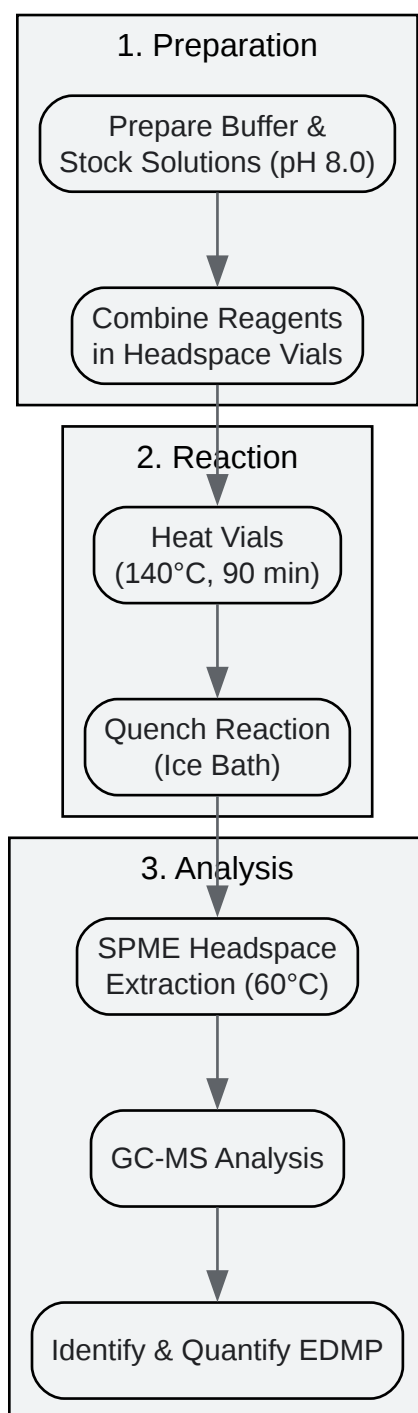 1. Preparation
Prepare Buffer &
Stock Solutions (pH 8.0)
Combine Reagents
in Headspace Vials
2. Reaction
Heat Vials
(140°C, 90 min)
Quench Reaction
(Ice Bath)
3. Analysis
SPME Headspace
Extraction (60°C)
GC-MS Analysis
Identify & Quantify EDMP